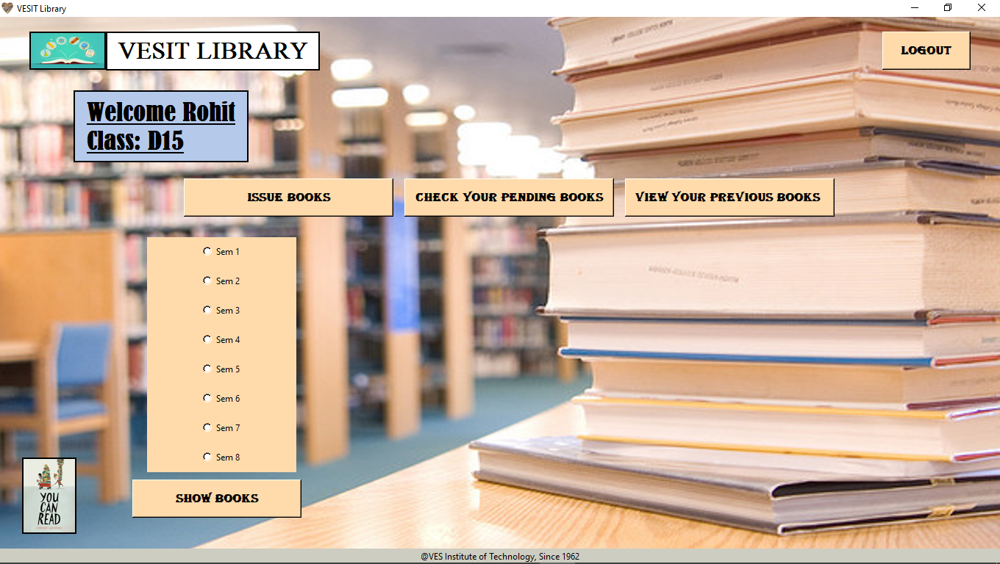 VESIT Library
VESIT LIBRARY
LOGOUT
Welcome Rohit
Class: D15
ISSUE BOOKS
CHECK YOUR PENDING BOOKS
VIEW YOUR PREVIOUS BOOKS
Sem 1
Sem 2
Sem 3
Sem 4
Sem 5
Sem 6
Sem 7
Sem 8
SHOW BOOKS
YOU
CAN
READ
@VES Institute of Technology, Since 1962